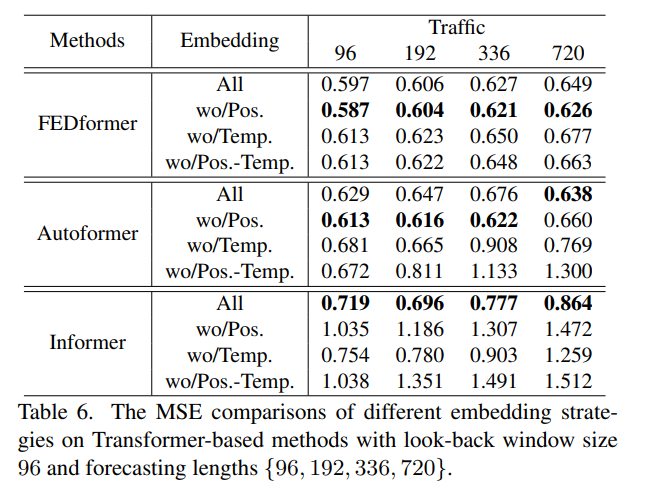 Methods Embedding Traffic
96 192 336 720
FEDformer
All 0.597 0.606 0.627 0.649
wo/Pos. 0.587 0.604 0.621 0.626
wo/Temp. 0.613 0.623 0.650 0.677
wo/Pos.-Temp. 0.613 0.622 0.648 0.663
Autoformer
All 0.629 0.647 0.676 0.638
wo/Pos. 0.613 0.616 0.622 0.660
wo/Temp. 0.681 0.665 0.908 0.769
wo/Pos.-Temp. 0.672 0.811 1.133 1.300
Informer
All 0.719 0.696 0.777 0.864
wo/Pos. 1.035 1.186 1.307 1.472
wo/Temp. 0.754 0.780 0.903 1.259
wo/Pos.-Temp. 1.038 1.351 1.491 1.512
Table 6. The MSE comparisons of different embedding strate-
gies on Transformer-based methods with look-back window size
96 and forecasting lengths {96, 192, 336, 720}.